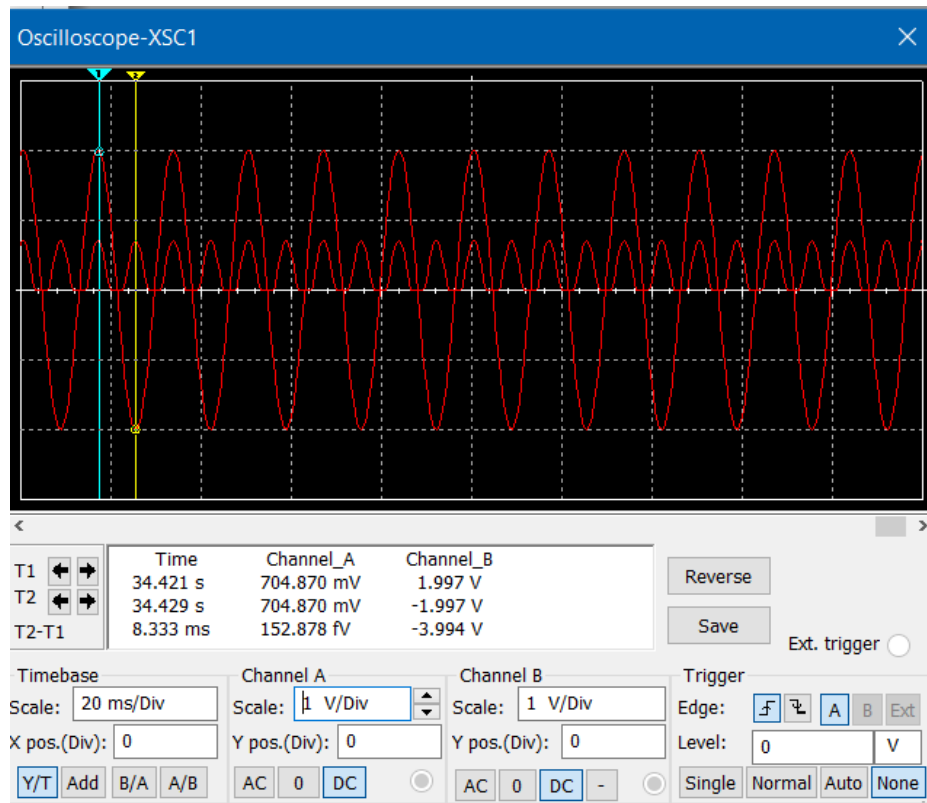 Oscilloscope-XSC1
1 2
Time Channel_A Channel_B
T1 34.421 s 704.870 mV 1.997 V
T2 34.429 s 704.870 mV -1.997 V
T2-T1 8.333 ms 152.878 fV -3.994 V
Reverse
Save
Ext. trigger
Timebase
Scale: 20 ms/Div
X pos.(Div): 0
Y/T Add B/A A/B
Channel A
Scale: 1 V/Div
Y pos.(Div): 0
AC 0 DC
Channel B
Scale: 1 V/Div
Y pos.(Div): 0
AC 0 DC -
Trigger
Edge: A B Ext
Level: 0 V
Single Normal Auto None